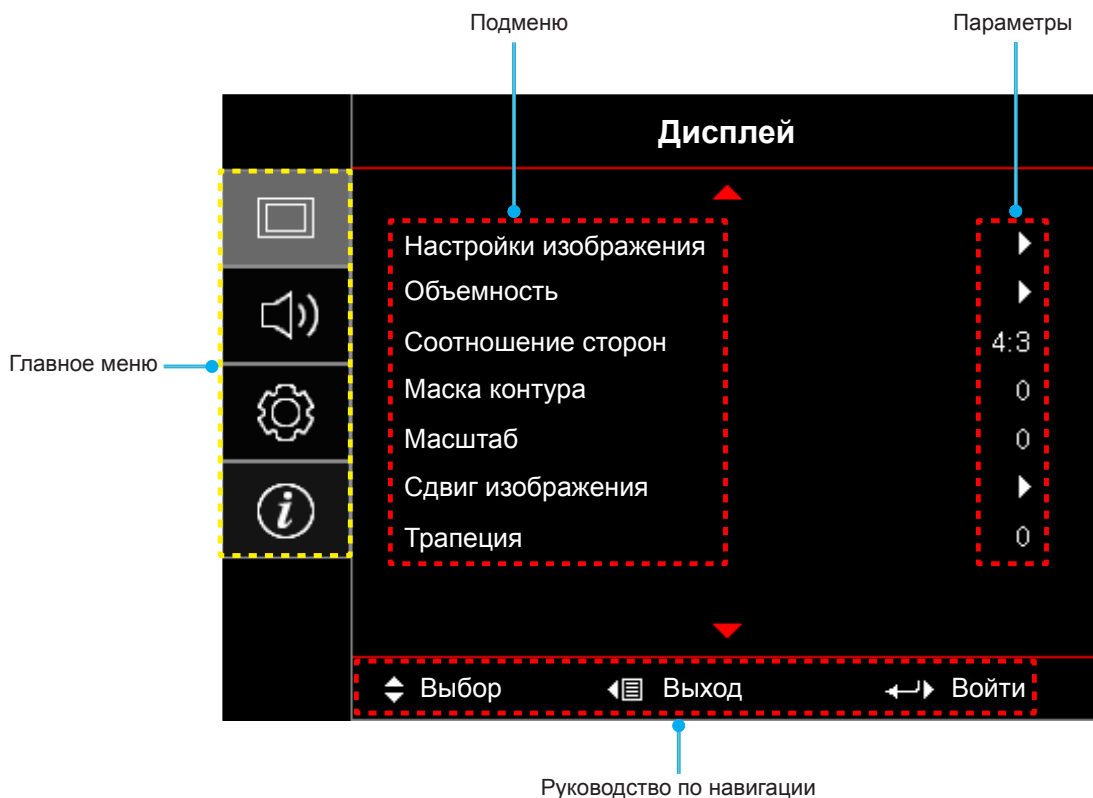 Подменю
Параметры
Дисплей
Настройки изображения
Объемность
Соотношение сторон 4:3
Маска контура 0
Масштаб 0
Сдвиг изображения
Трапеция 0
Главное меню
Выбор Выход Войти
Руководство по навигации